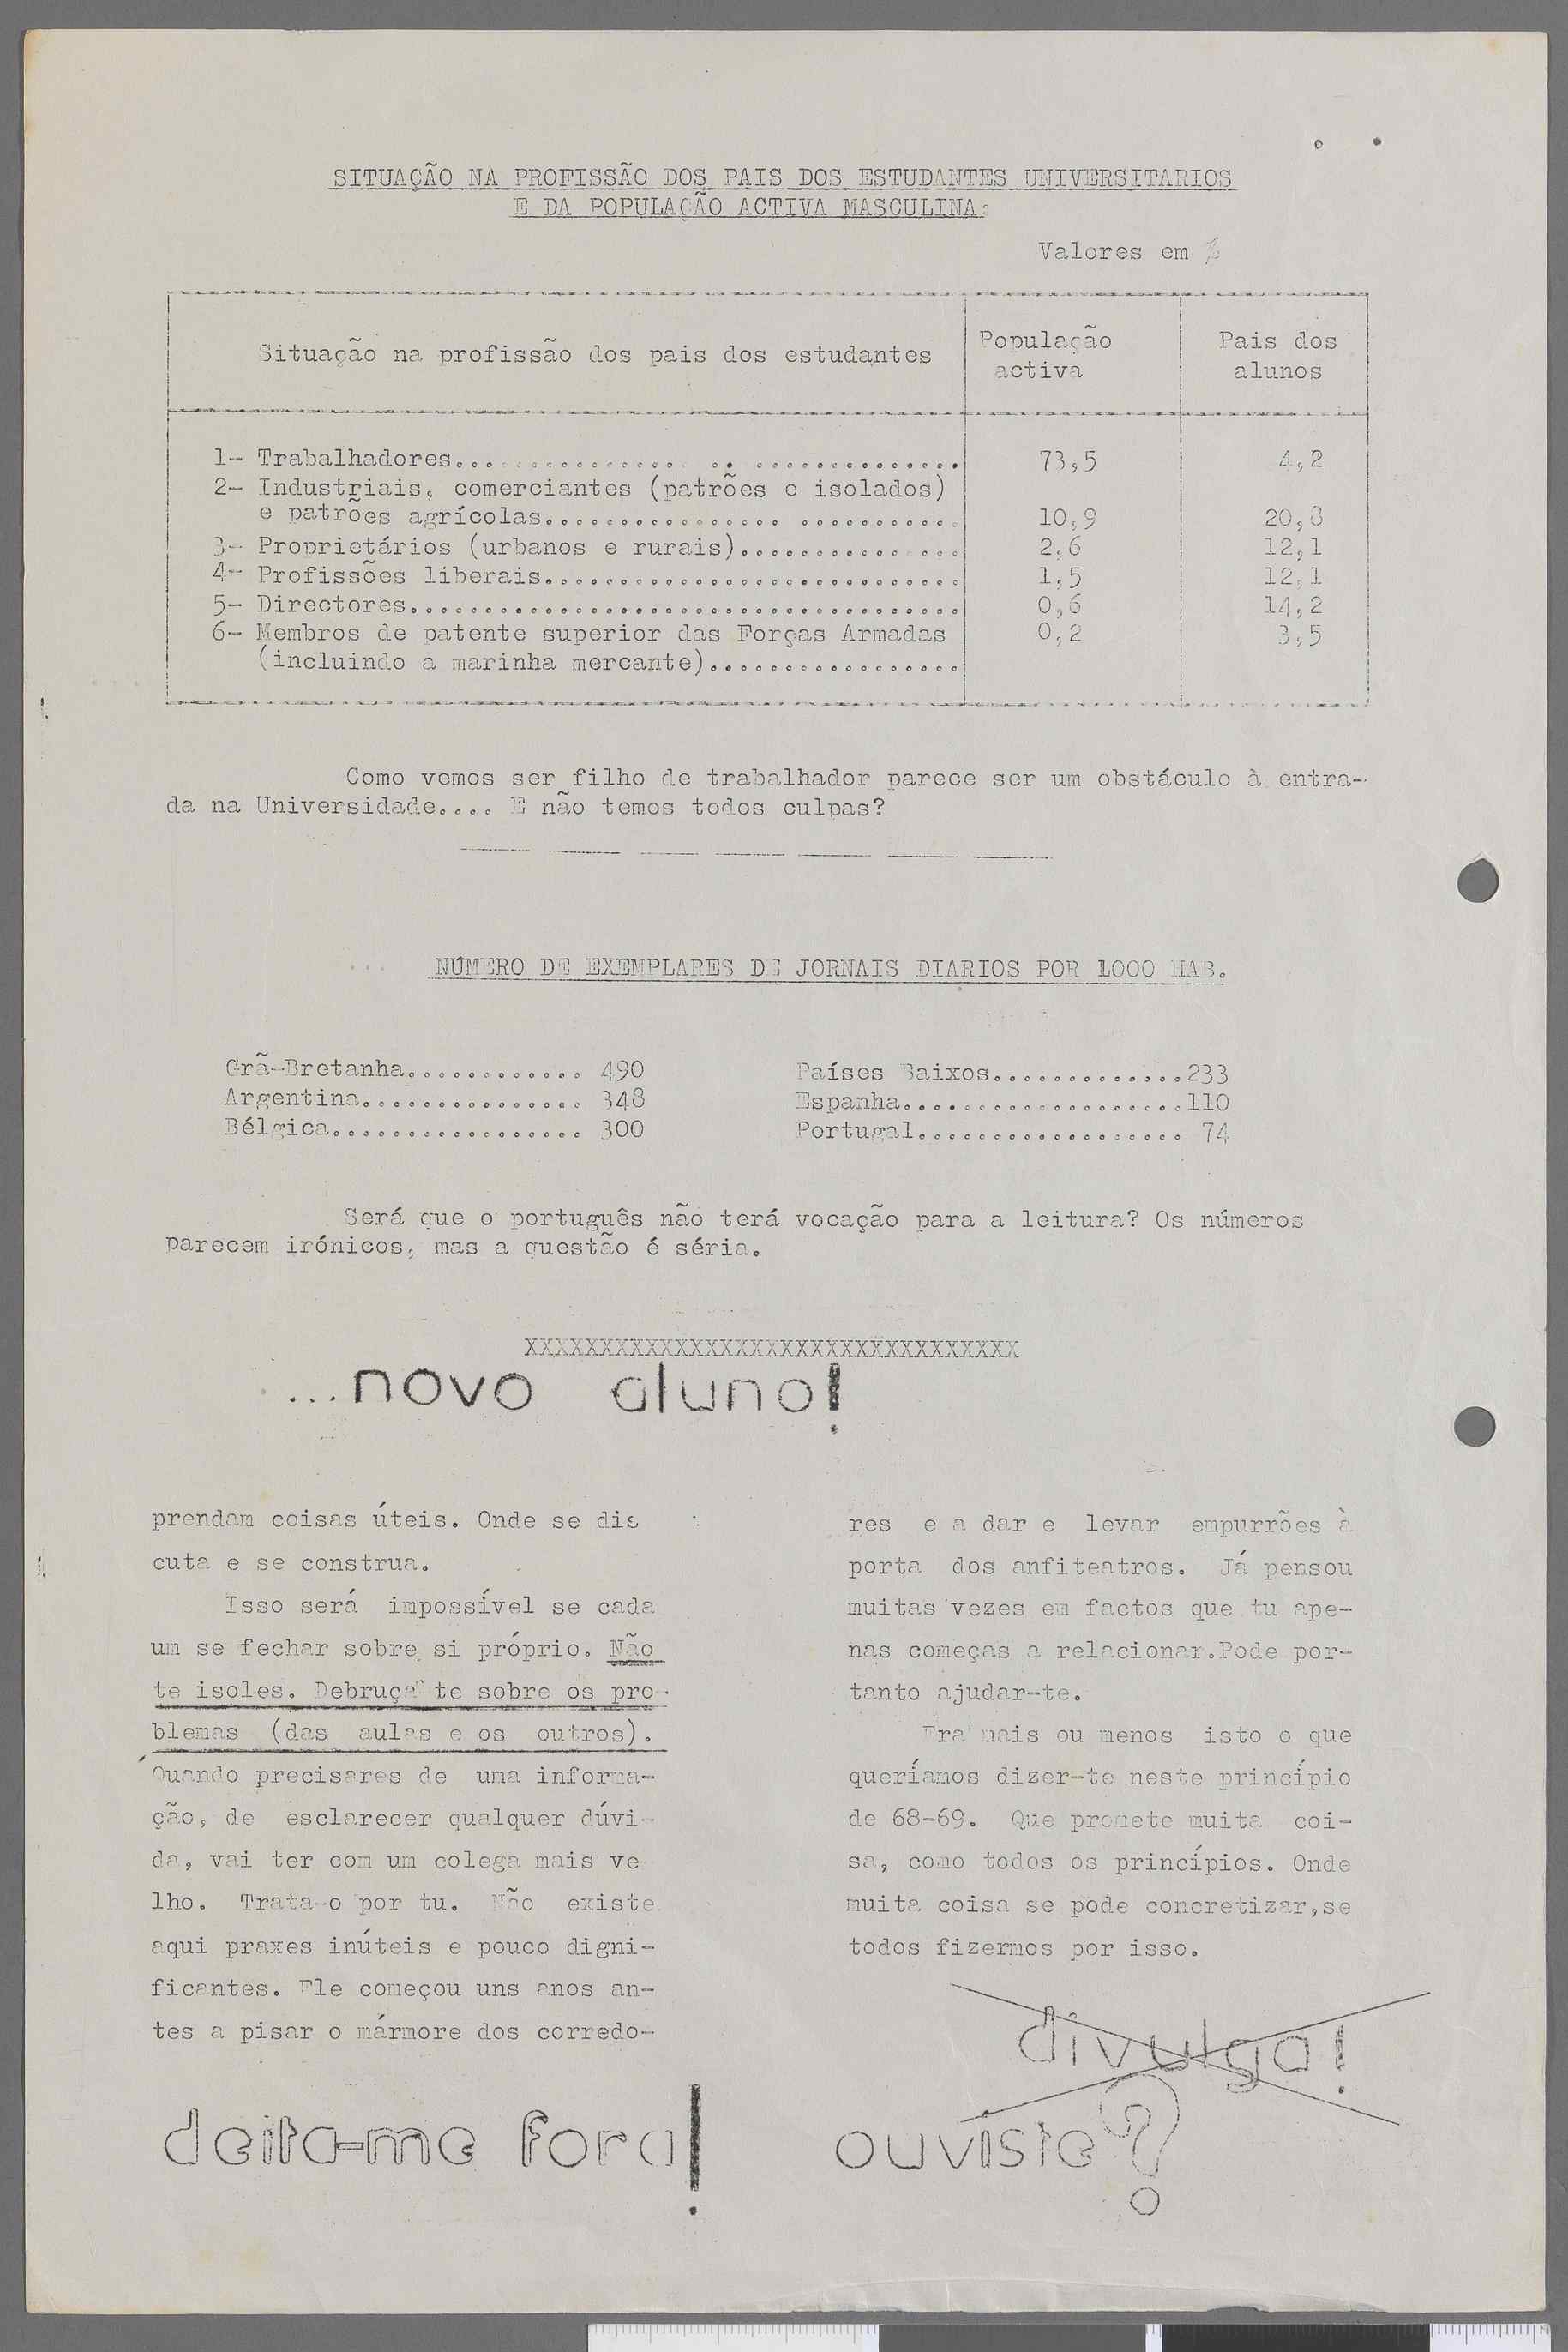 SITUAÇÃO NA PROFISSÃO DOS PAIS DOS ESTUDANTES UNIVERSITARIOS
E DA POPULAÇÃO ACTIVA MASCULINA:
Valores em %
Situação na profissão dos pais dos estudantes
População
activa
Pais dos
alunos
1- Trabalhadores.................................. 73,5 4,2
2- Industriais, comerciantes (patrões e isolados)
e patrões agrícolas............................ 10,9 20,8
3- Proprietários (urbanos e rurais)............... 2,6 12,1
4- Profissões liberais............................ 1,5 12,1
5- Directores..................................... 0,6 14,2
6- Membros de patente superior das Forças Armadas 0,2 3,5
(incluindo a marinha mercante).................
Como vemos ser filho de trabalhador parece ser um obstáculo à entra-
da na Universidade.... E não temos todos culpas?
NÚMERO DE EXEMPLARES DE JORNAIS DIARIOS POR 1000 HAB.
Grã-Bretanha............ 490
Argentina............... 348
Bélgica................. 300
Países Baixos.............233
Espanha...................110
Portugal.................. 74
Será que o português não terá vocação para a leitura? Os números
parecem irónicos, mas a questão é séria.
XXXXXXXXXXXXXXXXXXXXXXXXXXXXXXXXX
...novo aluno!
prendam coisas úteis. Onde se dis
cuta e se construa.
Isso será impossível se cada
um se fechar sobre si próprio. Não
te isoles. Debruça-te sobre os pro-
blemas (das aulas e os outros).
Quando precisares de uma informa-
ção, de esclarecer qualquer dúvi-
da, vai ter com um colega mais ve
lho. Trata-o por tu. Não existe
aqui praxes inúteis e pouco digni-
ficantes. Ele começou uns anos an-
tes a pisar o mármore dos corredo-
res e a dar e levar empurrões à
porta dos anfiteatros. Já pensou
muitas vezes em factos que tu ape-
nas começas a relacionar.Pode por-
tanto ajudar-te.
Era mais ou menos isto o que
queríamos dizer-te neste princípio
de 68-69. Que promete muita coi-
sa, como todos os princípios. Onde
muita coisa se pode concretizar,se
todos fizermos por isso.
divulga!
deita-me fora!
ouviste?